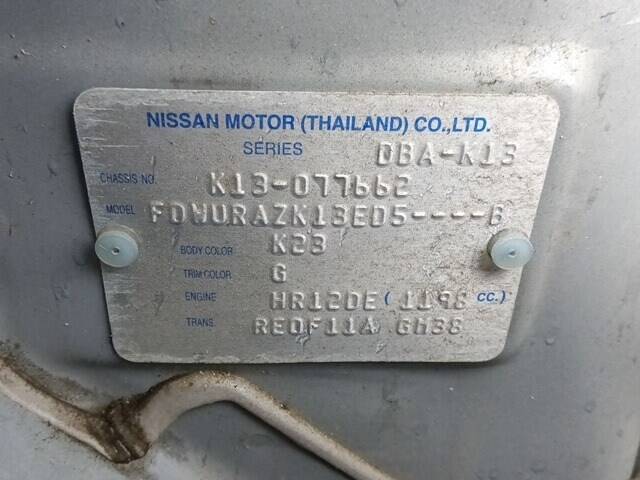 NISSAN MOTOR (THAILAND) CO.,LTD.
SERIES DBA-K13
CHASSIS NO. K13-077662
MODEL FDWURAZK13ED5----B
BODY COLOR K23
TRIM COLOR G
ENGINE HR12DE (1198 CC.)
TRANS. RE0F11A GH38